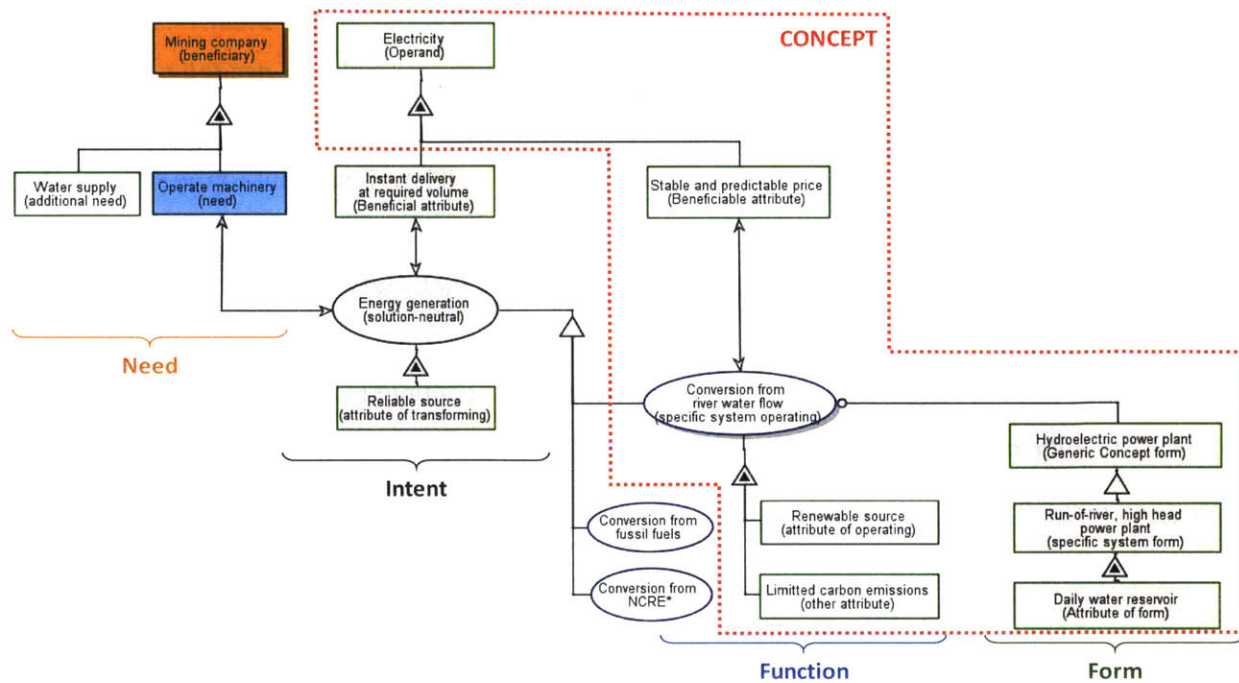 Mining company
(beneficiary)
Electricity
(Operand)
CONCEPT
Water supply
(additional need)
Operate machinery
(need)
Instant delivery
at required volume
(Beneficial attribute)
Stable and predictable price
(Beneficiable attribute)
Energy generation
(solution-neutral)
Need
Reliable source
(attribute of transforming)
Conversion from
river water flow
(specific system operating)
Hydroelectric power plant
(Generic Concept form)
Intent
Conversion from
fussil fuels
Renewable source
(attribute of operating)
Run-of-river, high head
power plant
(specific system form)
Conversion from
NCRE*
Limitted carbon emissions
(other attribute)
Daily water reservoir
(Attribute of form)
Function
Form